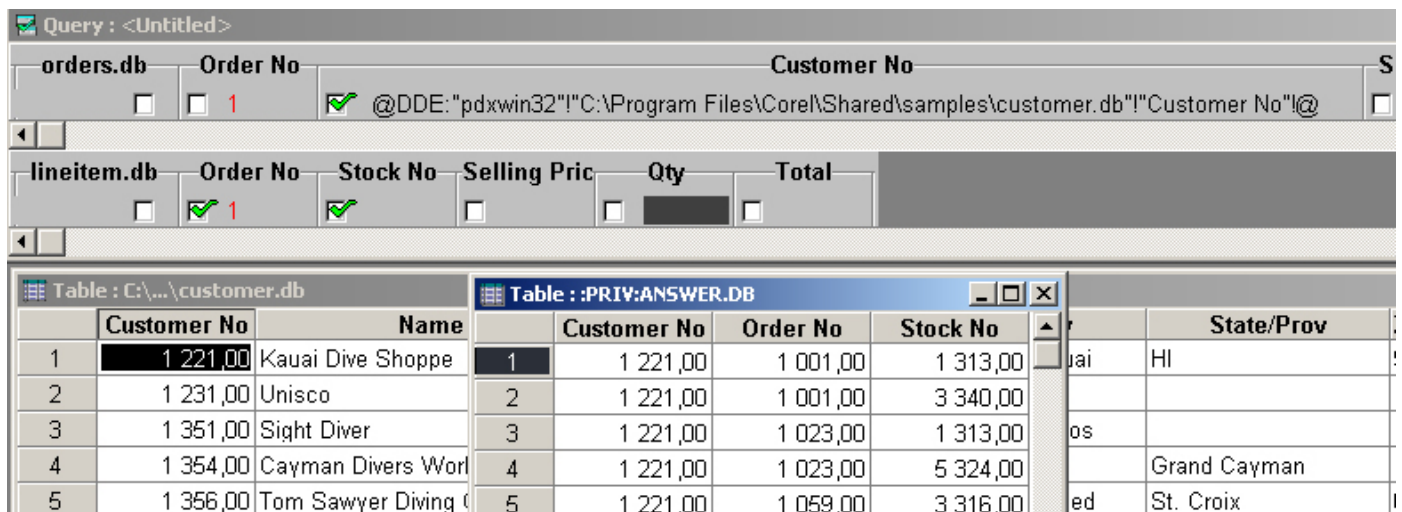 Query : <Untitled>
orders.db Order No Customer No S
1 @DDE:"pdxwin32"!"C:\Program Files\Corel\Shared\samples\customer.db"!"Customer No"!@
lineitem.db Order No Stock No Selling Pric Qty Total
1
Table : C:\...\customer.db
Customer No Name State/Prov
1 1 221,00 Kauai Dive Shoppe uai HI
2 1 231,00 Unisco
3 1 351,00 Sight Diver os
4 1 354,00 Cayman Divers Worl Grand Cayman
5 1 356,00 Tom Sawyer Diving ed St. Croix
Table : :PRIV:ANSWER.DB
Customer No Order No Stock No
1 1 221,00 1 001,00 1 313,00
2 1 221,00 1 001,00 3 340,00
3 1 221,00 1 023,00 1 313,00
4 1 221,00 1 023,00 5 324,00
5 1 221,00 1 059,00 3 316,00